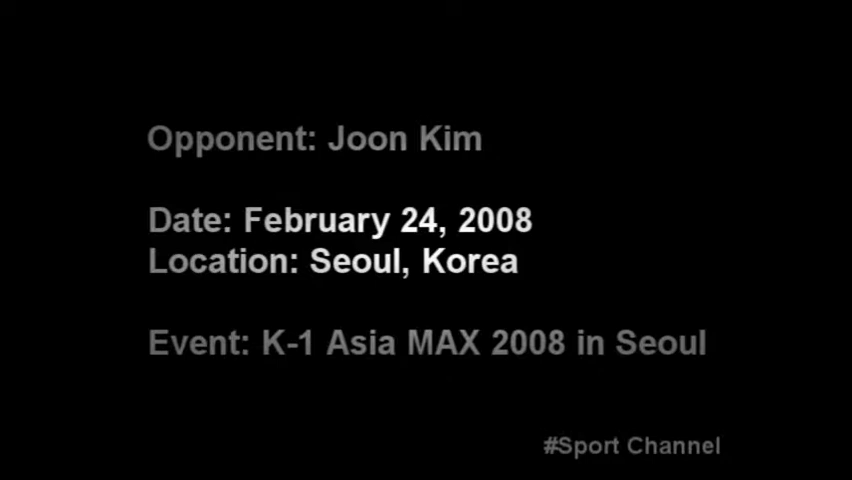 Opponent: Joon Kim
Date: February 24, 2008
Location: Seoul, Korea
Event: K-1 Asia MAX 2008 in Seoul
#Sport Channel